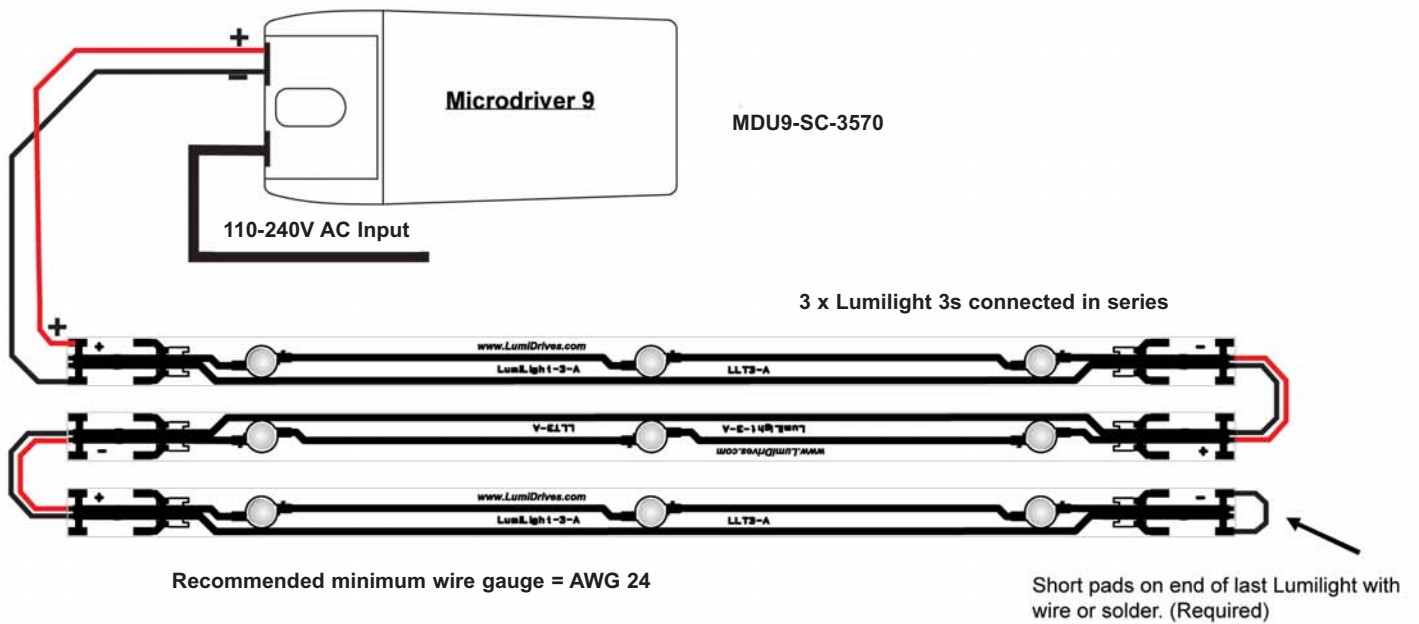 +
−
Microdriver 9
MDU9-SC-3570
110-240V AC Input
3 x Lumilight 3s connected in series
+
+
www.LumiDrives.com
-
LumiLight-3-A
LLT3-A
LLT3-A
LumiLight-3-A
-
www.LumiDrives.com
+
+
www.LumiDrives.com
-
LumiLight-3-A
LLT3-A
Recommended minimum wire gauge = AWG 24
Short pads on end of last Lumilight with
wire or solder. (Required)